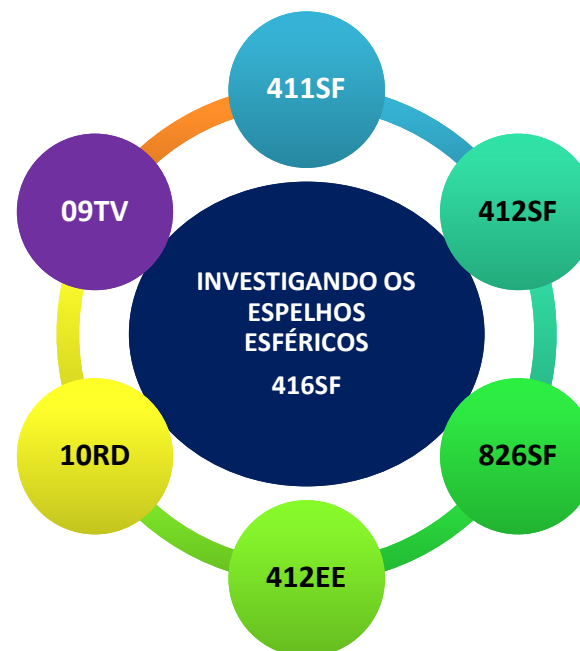 411SF
09TV
412SF
INVESTIGANDO OS
ESPELHOS
ESFÉRICOS
416SF
10RD
826SF
412EE